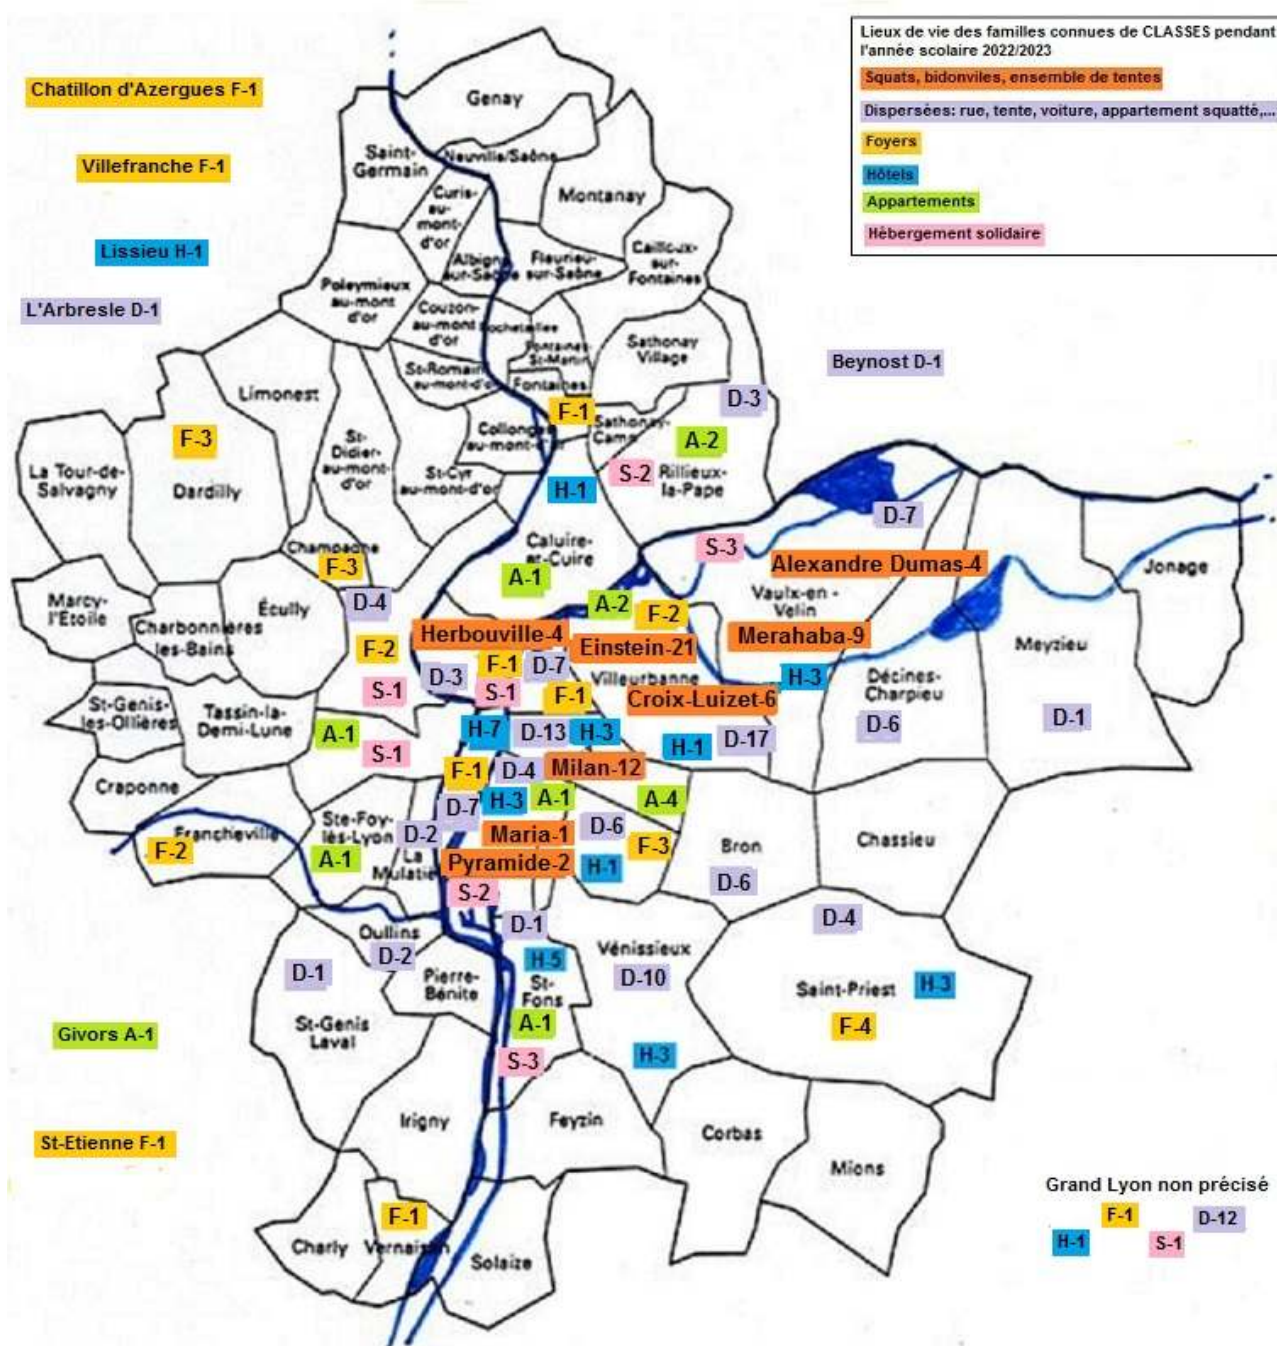 Lieux de vie des familles connues de CLASSES pendant
l'année scolaire 2022/2023
Squats, bidonviles, ensemble de tentes
Dispersées: rue, tente, voiture, appartement squatté,...
Foyers
Hôtels
Appartements
Hébergement solidaire
Chatillon d'Azergues F-1
Villefranche F-1
Lissieu H-1
L'Arbresle D-1
Beynost D-1
Genay
Saint-
Germain
Neuville/Saône
Montanay
Curis-
au-
mont-
d'or
Albigny
sur-Saône
Fleurieu-
sur-Saône
Cailloux-
sur-
Fontaines
Poleymieux
au-mont
d'or
Couzon-
au-mont
d'or
Rochetaillée
Fontaines-
St-Martin
Sathonay
Village
St-Romain
au-mont-d'or
Fontaines
Limonest
D-3
F-1
F-3
St-
Didier-
au-mont-
d'or
Collonges
au-mont-d'or
Sathonay-
Camp
A-2
La Tour-de-
Salvagny
Dardilly
St-Cyr
au-mont-d'or
H-1
S-2
Rillieux-
la-Pape
D-7
Champagne
F-3
Caluire-
et-Cuire
S-3
Alexandre Dumas-4
Jonage
Marcy-
l'Étoile
Écully
D-4
A-1
A-2
F-2
Vaulx-en-
Velin
Charbonnières
les-Bains
F-2
Herbouville-4
Einstein-21
Merahaba-9
Meyzieu
D-3
F-1
D-7
Villeurbanne
H-3
Décines-
Charpieu
St-Genis-
les-Ollières
Tassin-la-
Demi-Lune
S-1
S-1
F-1
Croix-Luizet-6
A-1
S-1
H-7
D-13
H-3
H-1
D-17
D-6
D-1
Craponne
F-1
D-4
Milan-12
Francheville
F-2
Ste-Foy-
lès-Lyon
A-1
D-2
La
Mulatière
D-7
H-3
A-1
A-4
Maria-1
D-6
F-3
Bron
Chassieu
Pyramide-2
H-1
D-6
S-2
Oullins
D-1
D-4
D-1
D-2
Pierre-
Bénite
H-5
St-
Fons
Vénissieux
D-10
Saint-Priest
H-3
St-Genis
Laval
A-1
F-4
Givors A-1
S-3
H-3
Irigny
Feyzin
Corbas
Mions
St-Etienne F-1
F-1
Charly
Vernaison
Solaize
Grand Lyon non précisé
F-1
D-12
H-1
S-1